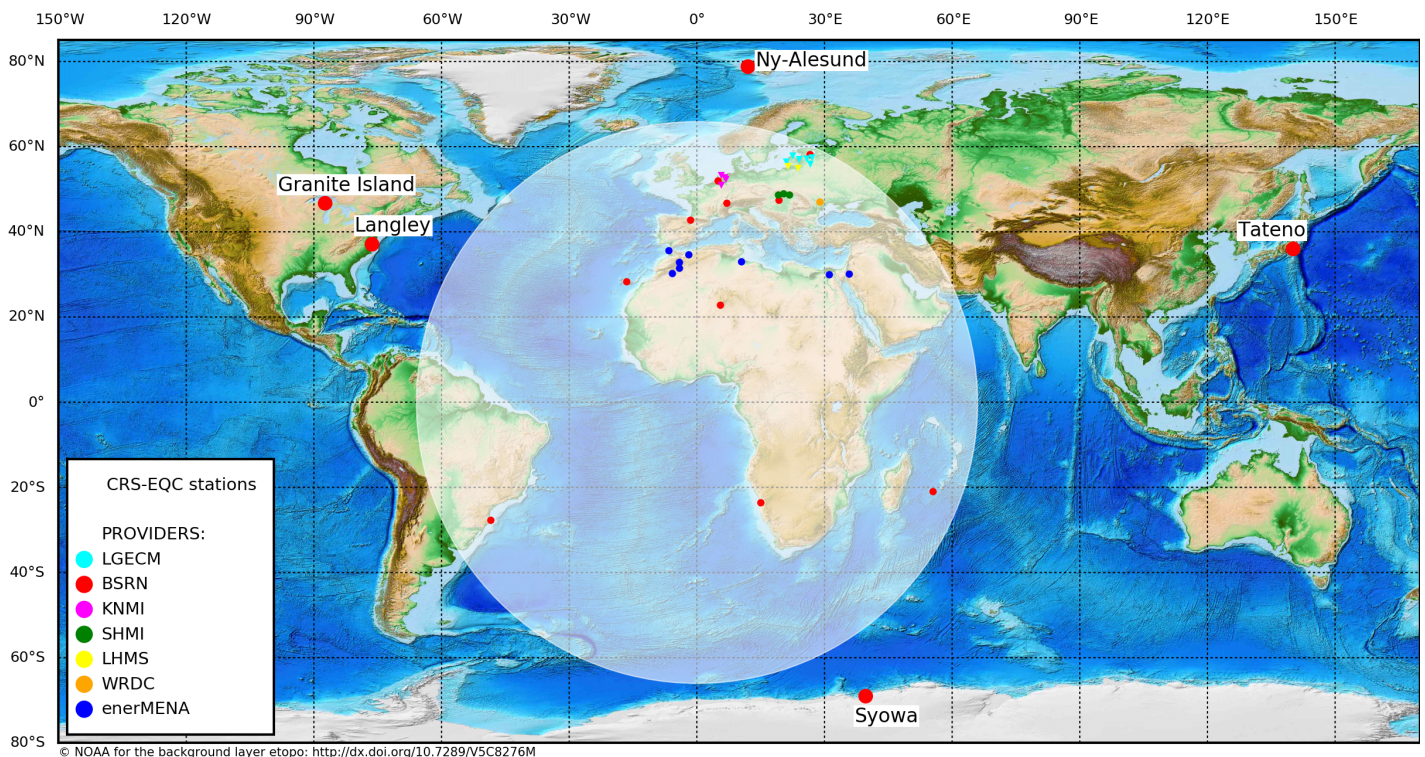 150°W 120°W 90°W 60°W 30°W 0° 30°E 60°E 90°E 120°E 150°E
80°N
Ny-Alesund
60°N
Granite Island
Langley
40°N
Tateno
20°N
0°
20°S
CRS-EQC stations
PROVIDERS:
LGECM
BSRN
40°S
KNMI
SHMI
LHMS
60°S
WRDC
enerMENA
Syowa
80°S
© NOAA for the background layer etopo: http://dx.doi.org/10.7289/V5C8276M